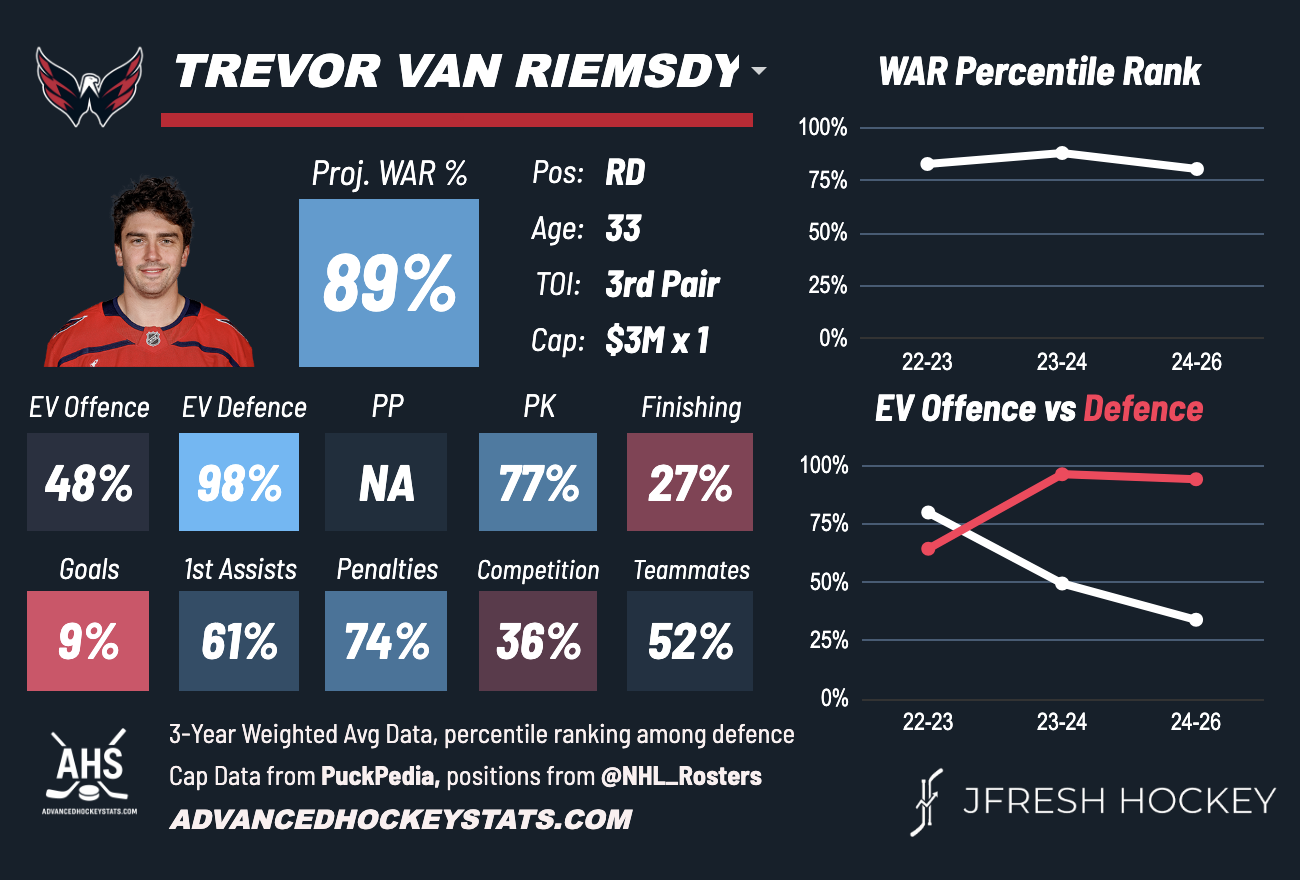 TREVOR VAN RIEMSDY
Proj. WAR %
89%
Pos: RD
Age: 33
TOI: 3rd Pair
Cap: $3M x 1
EV Offence EV Defence PP PK Finishing
48% 98% NA 77% 27%
Goals 1st Assists Penalties Competition Teammates
9% 61% 74% 36% 52%
WAR Percentile Rank
100%
75%
50%
25%
0%
22-23 23-24 24-26
EV Offence vs Defence
100%
75%
50%
25%
0%
22-23 23-24 24-26
AHS
ADVANCEDHOCKEYSTATS.COM
3-Year Weighted Avg Data, percentile ranking among defence
Cap Data from PuckPedia, positions from @NHL_Rosters
ADVANCEDHOCKEYSTATS.COM
JFRESH HOCKEY